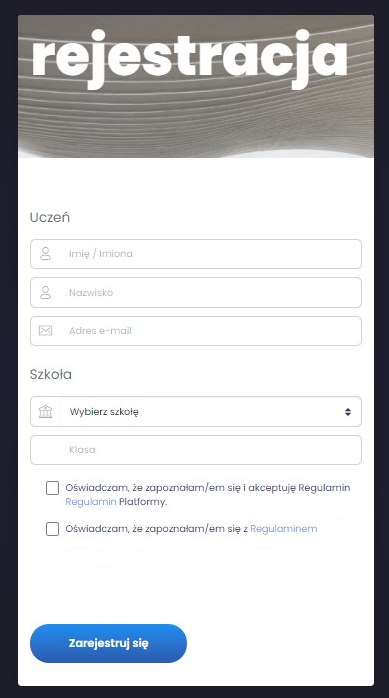 rejestracja
Uczeń
Imię / Imiona
Nazwisko
Adres e-mail
Szkoła
Wybierz szkołę
Klasa
Oświadczam, że zapoznałam/em się i akceptuję Regulamin
Regulamin Platformy.
Oświadczam, że zapoznałam/em się z Regulaminem
Zarejestruj się